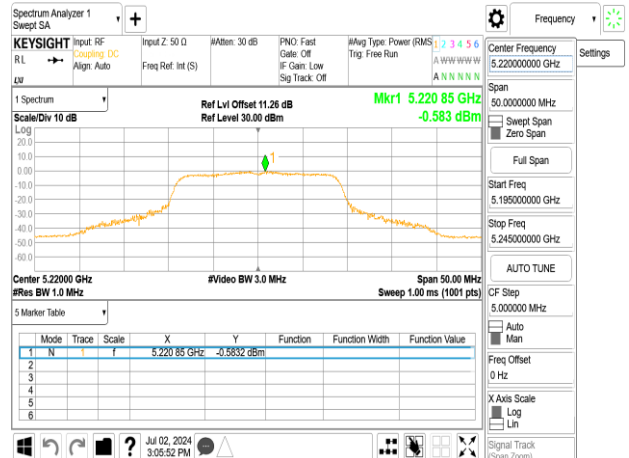 Spectrum Analyzer 1
Swept SA
Frequency
KEYSIGHT
RL
Input: RF
Coupling: DC
Align: Auto
Input Z: 50 Ω
Freq Ref: Int (S)
#Atten: 30 dB
PNO: Fast
Gate: Off
IF Gain: Low
Sig Track: Off
#Avg Type: Power (RMS
Trig: Free Run
1 2 3 4 5 6
A W W W W W
A N N N N N
Settings
Center Frequency
5.220000000 GHz
Span
50.0000000 MHz
Swept Span
Zero Span
Full Span
Start Freq
5.195000000 GHz
Stop Freq
5.245000000 GHz
AUTO TUNE
CF Step
5.000000 MHz
Auto
Man
Freq Offset
0 Hz
X Axis Scale
Log
Lin
Signal Track
(Span Zoom)
1 Spectrum
Scale/Div 10 dB
Ref Lvl Offset 11.26 dB
Ref Level 30.00 dBm
Mkr1 5.220 85 GHz
-0.583 dBm
Log
20.0
10.0
0.00
-10.0
-20.0
-30.0
-40.0
-50.0
-60.0
1
Center 5.22000 GHz
#Res BW 1.0 MHz
#Video BW 3.0 MHz
Span 50.00 MHz
Sweep 1.00 ms (1001 pts)
5 Marker Table
Mode Trace Scale X Y Function Function Width Function Value
1 N 1 f 5.220 85 GHz -0.5832 dBm
2
3
4
5
6
Jul 02, 2024
3:05:52 PM